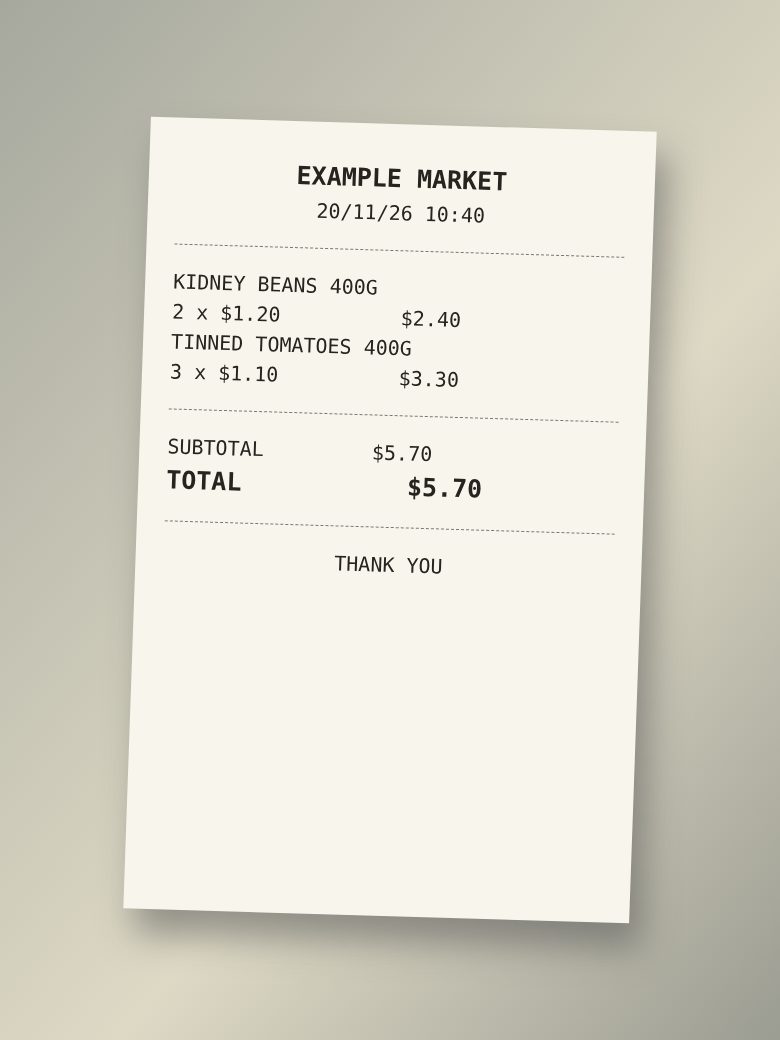 EXAMPLE MARKET
20/11/26 10:40
KIDNEY BEANS 400G
2 x $1.20 $2.40
TINNED TOMATOES 400G
3 x $1.10 $3.30
SUBTOTAL $5.70
TOTAL $5.70
THANK YOU